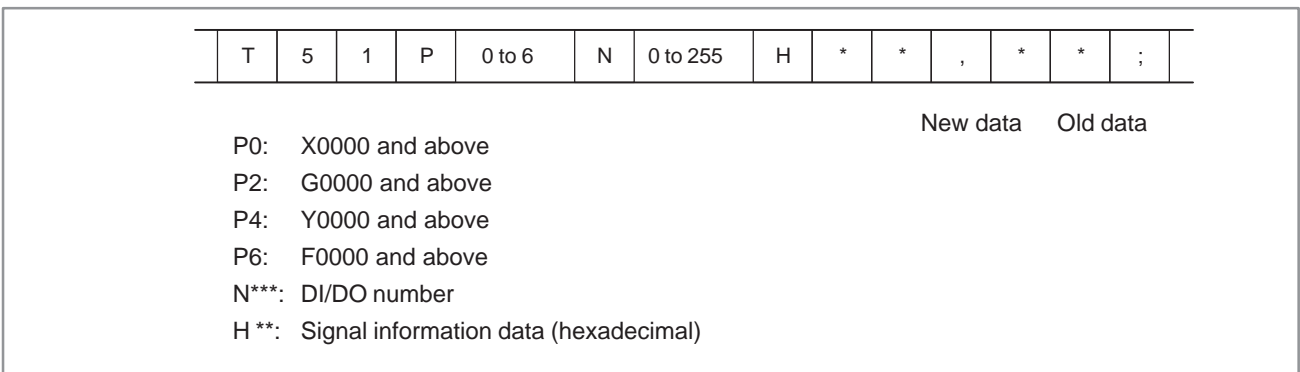 T 5 1 P 0 to 6 N 0 to 255 H * * , * * ;
New data Old data
P0: X0000 and above
P2: G0000 and above
P4: Y0000 and above
P6: F0000 and above
N***: DI/DO number
H **: Signal information data (hexadecimal)